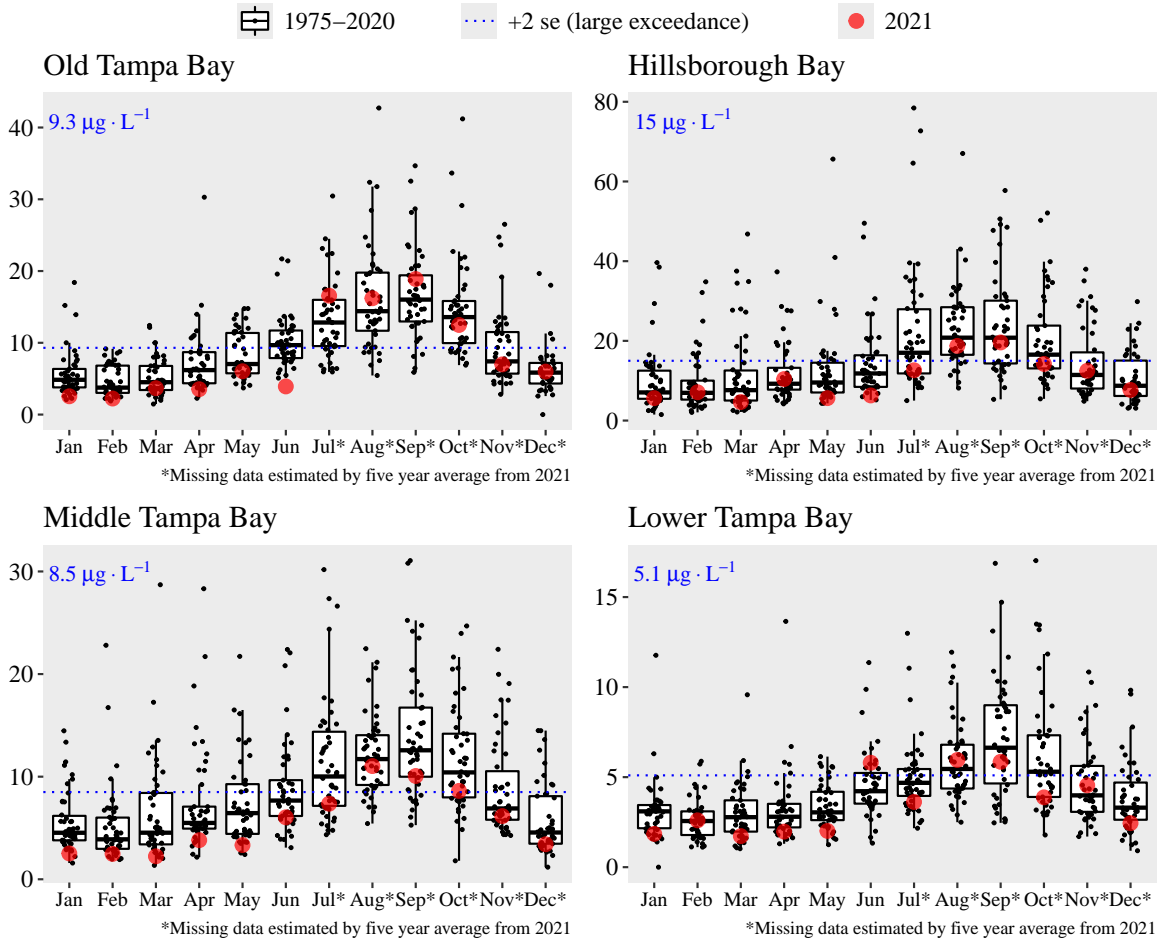 1975−2020 +2 se (large exceedance) 2021
Old Tampa Bay
9.3 μg ⋅ L⁻¹
40
30
20
10
0
Jan Feb Mar Apr May Jun Jul* Aug* Sep* Oct* Nov* Dec*
*Missing data estimated by five year average from 2021
Hillsborough Bay
15 μg ⋅ L⁻¹
80
60
40
20
0
Jan Feb Mar Apr May Jun Jul* Aug* Sep* Oct* Nov* Dec*
*Missing data estimated by five year average from 2021
Middle Tampa Bay
8.5 μg ⋅ L⁻¹
30
20
10
0
Jan Feb Mar Apr May Jun Jul* Aug* Sep* Oct* Nov* Dec*
*Missing data estimated by five year average from 2021
Lower Tampa Bay
5.1 μg ⋅ L⁻¹
15
10
5
0
Jan Feb Mar Apr May Jun Jul* Aug* Sep* Oct* Nov* Dec*
*Missing data estimated by five year average from 2021